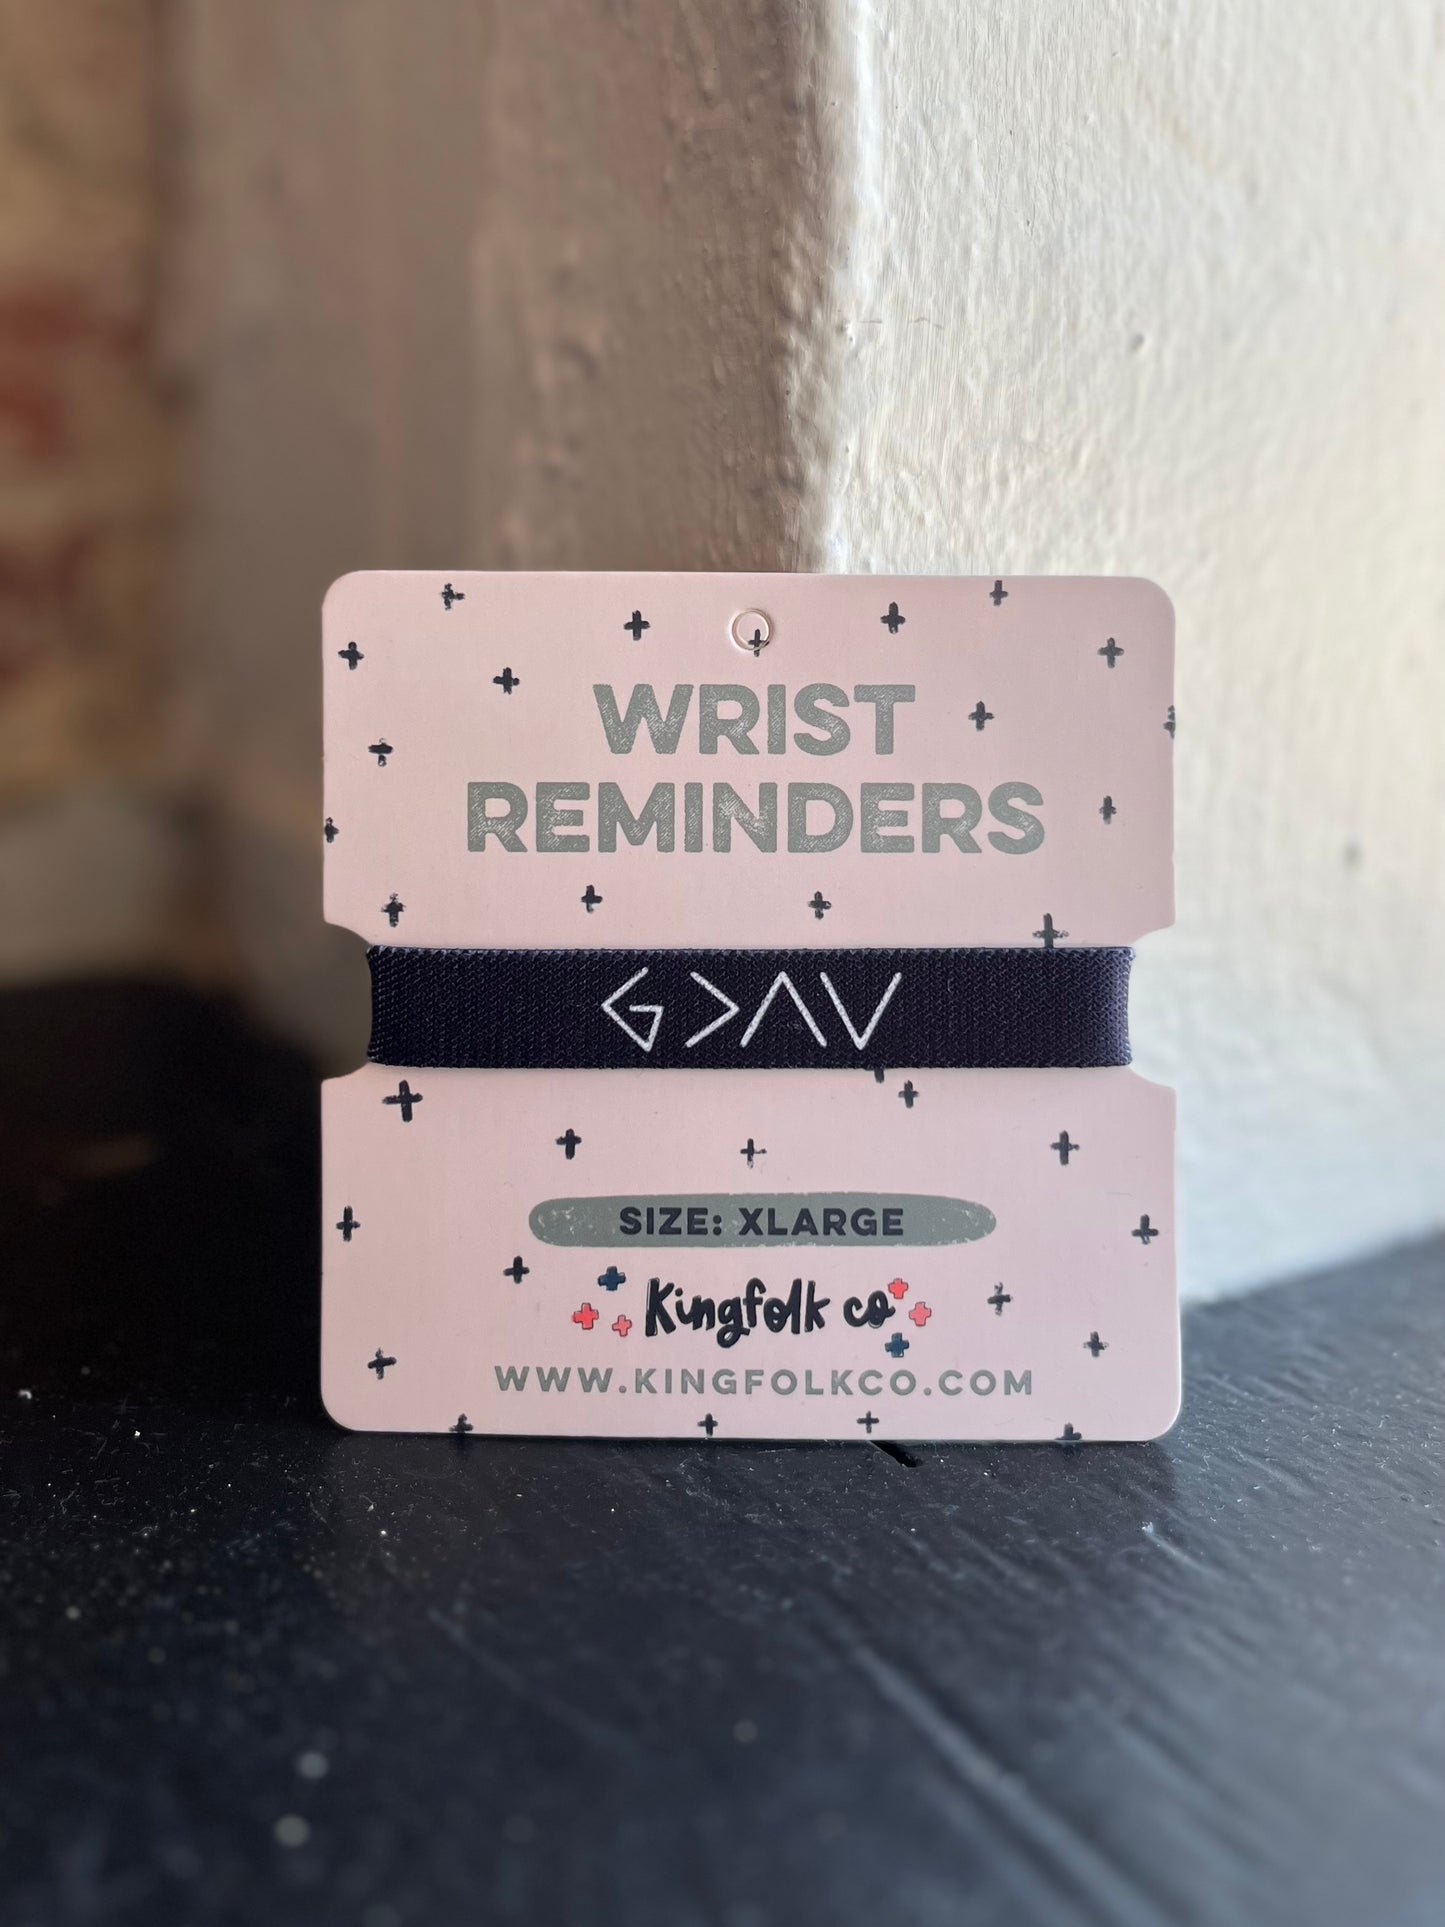 WRIST
REMINDERS
G>∧∨
SIZE: XLARGE
Kingfolk co
WWW.KINGFOLKCO.COM